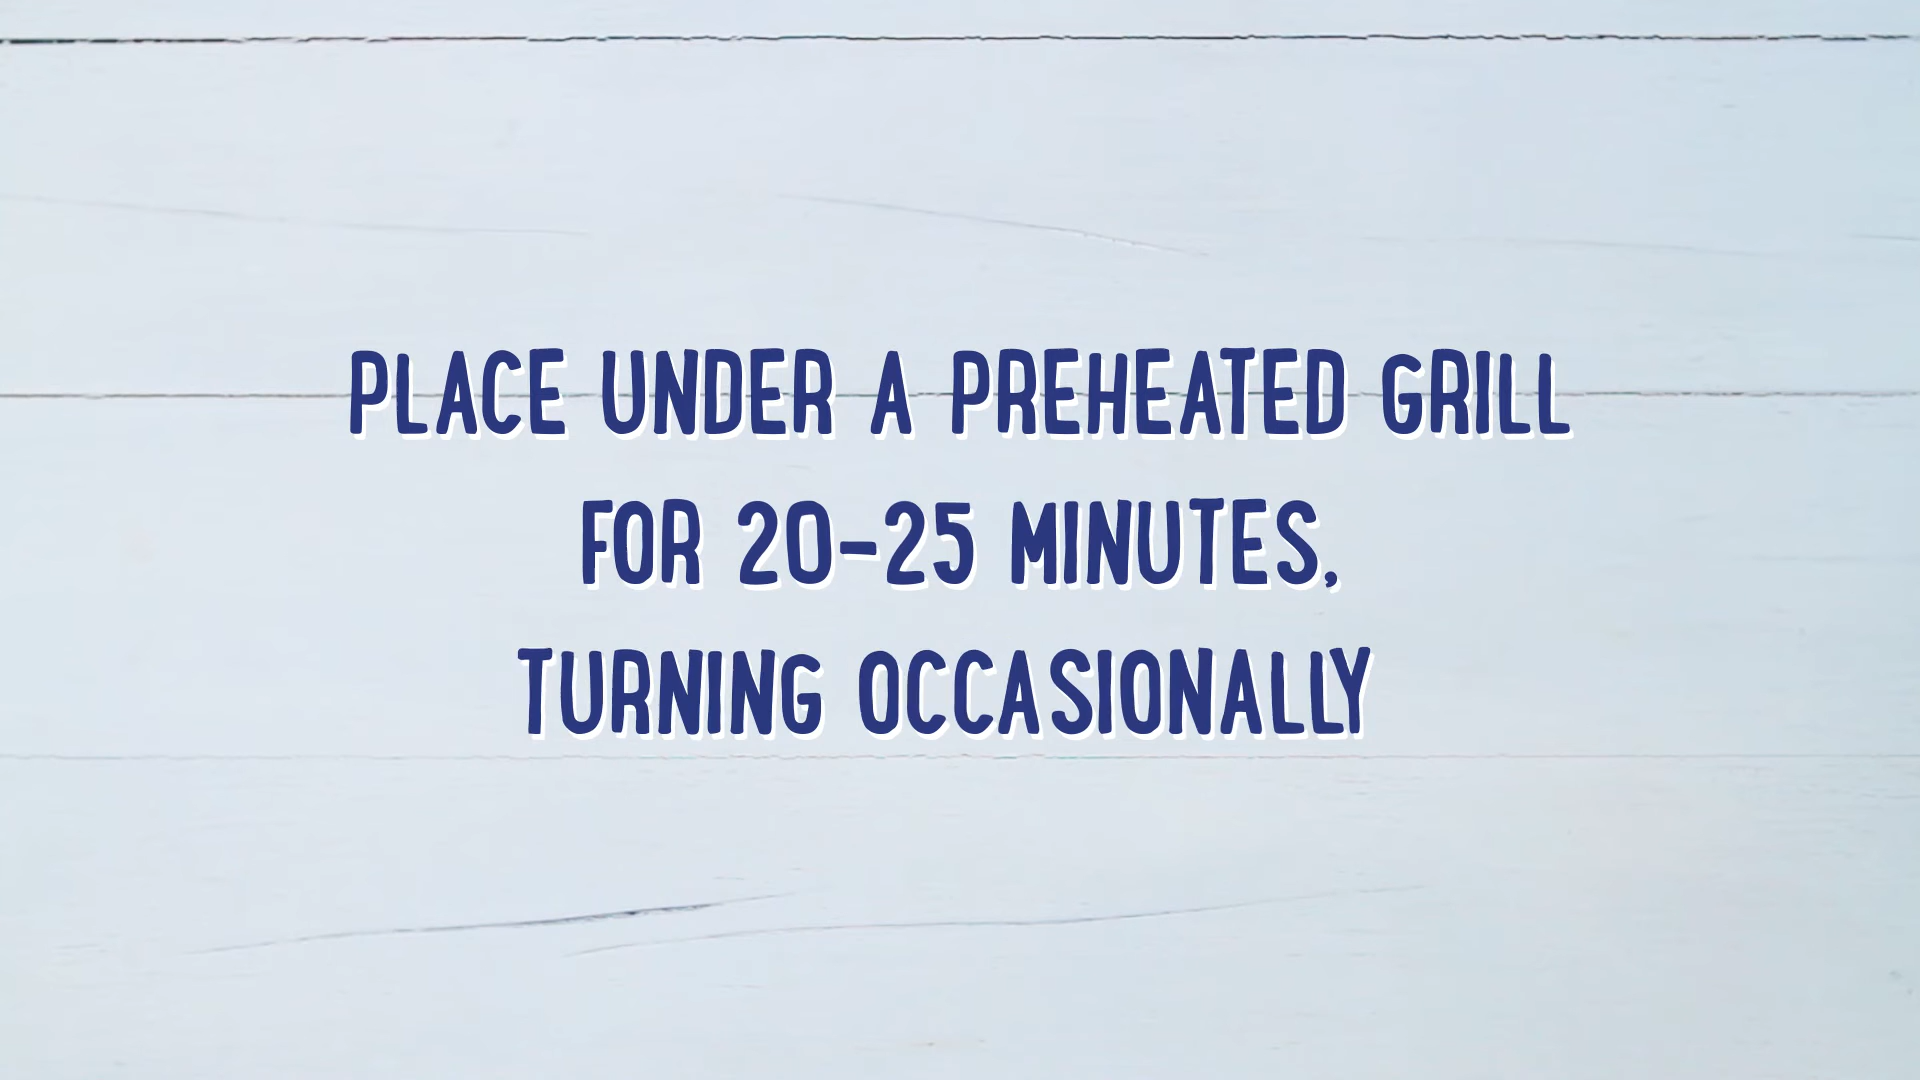 PLACE UNDER A PREHEATED GRILL
FOR 20-25 MINUTES,
TURNING OCCASIONALLY